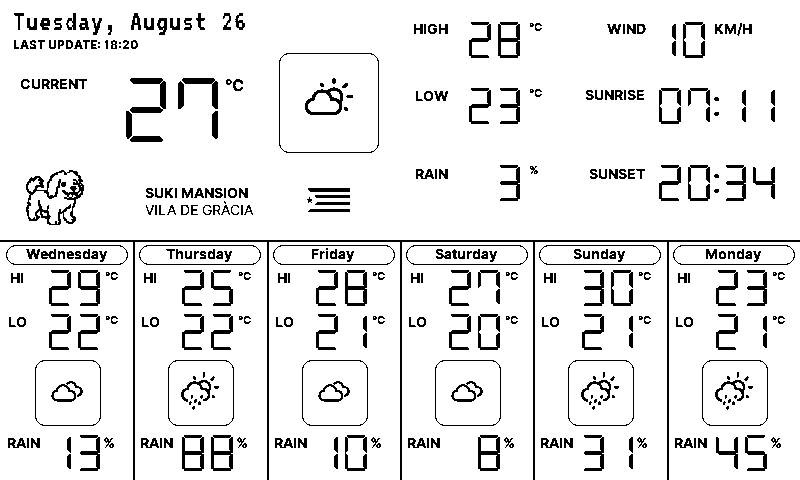 Tuesday, August 26
LAST UPDATE: 18:20
CURRENT 27 °C
SUKI MANSION
VILA DE GRÀCIA
HIGH 28 °C
WIND 10 KM/H
LOW 23 °C
SUNRISE 07:11
RAIN 3 %
SUNSET 20:34
Wednesday
HI 29 °C
LO 22 °C
RAIN 13 %
Thursday
HI 25 °C
LO 22 °C
RAIN 88 %
Friday
HI 28 °C
LO 21 °C
RAIN 10 %
Saturday
HI 27 °C
LO 20 °C
RAIN 8 %
Sunday
HI 30 °C
LO 21 °C
RAIN 31 %
Monday
HI 23 °C
LO 21 °C
RAIN 45 %